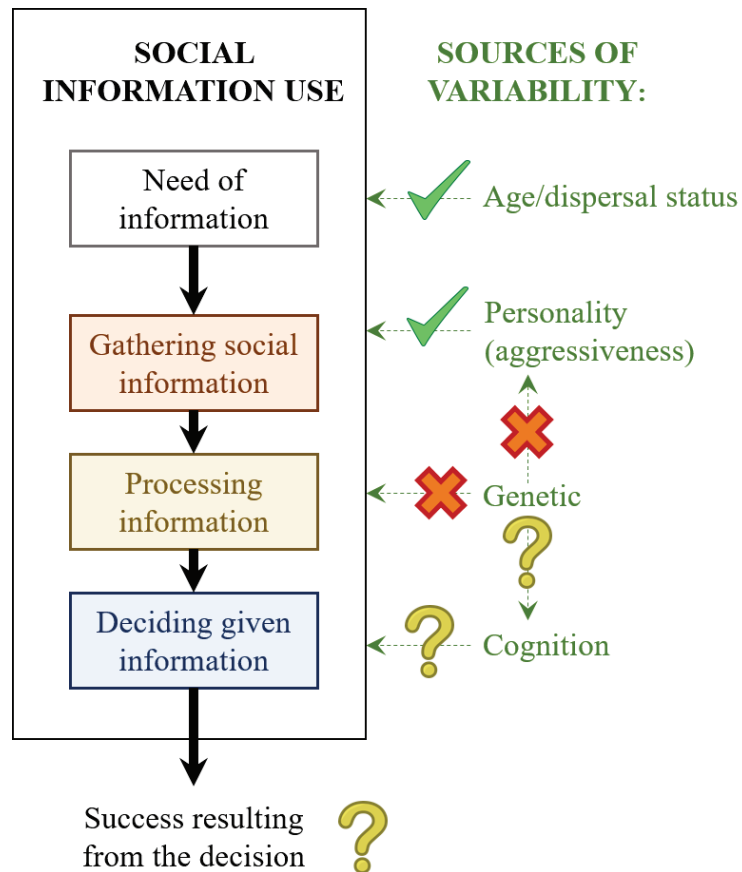 SOCIAL
INFORMATION USE
SOURCES OF
VARIABILITY:
Need of
information
Age/dispersal status
Gathering social
information
Personality
(aggressiveness)
Processing
information
Genetic
Deciding given
information
Cognition
Success resulting
from the decision